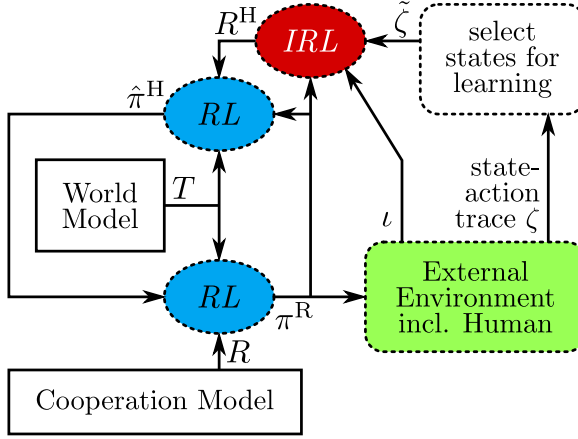 R^H
IRL
ζ̃
select
states for
learning
π̂^H
RL
World
Model
T
state-
action
trace ζ
ι
RL
π^R
External
Environment
incl. Human
R
Cooperation Model